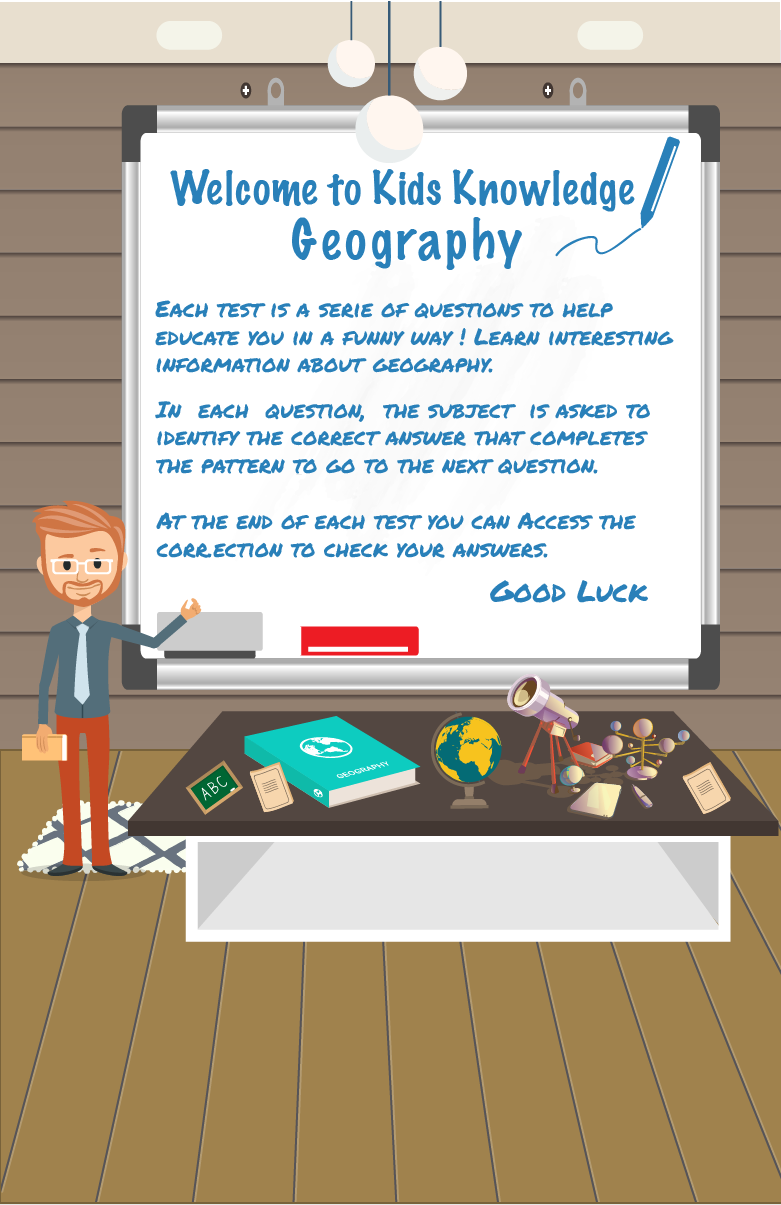 Welcome to Kids Knowledge
Geography
Each test is a serie of questions to help
educate you in a funny way ! Learn interesting
information about geography.
In each question, the subject is asked to
identify the correct answer that completes
the pattern to go to the next question.
At the end of each test you can Access the
correction to check your answers.
Good Luck
GEOGRAPHY
ABC